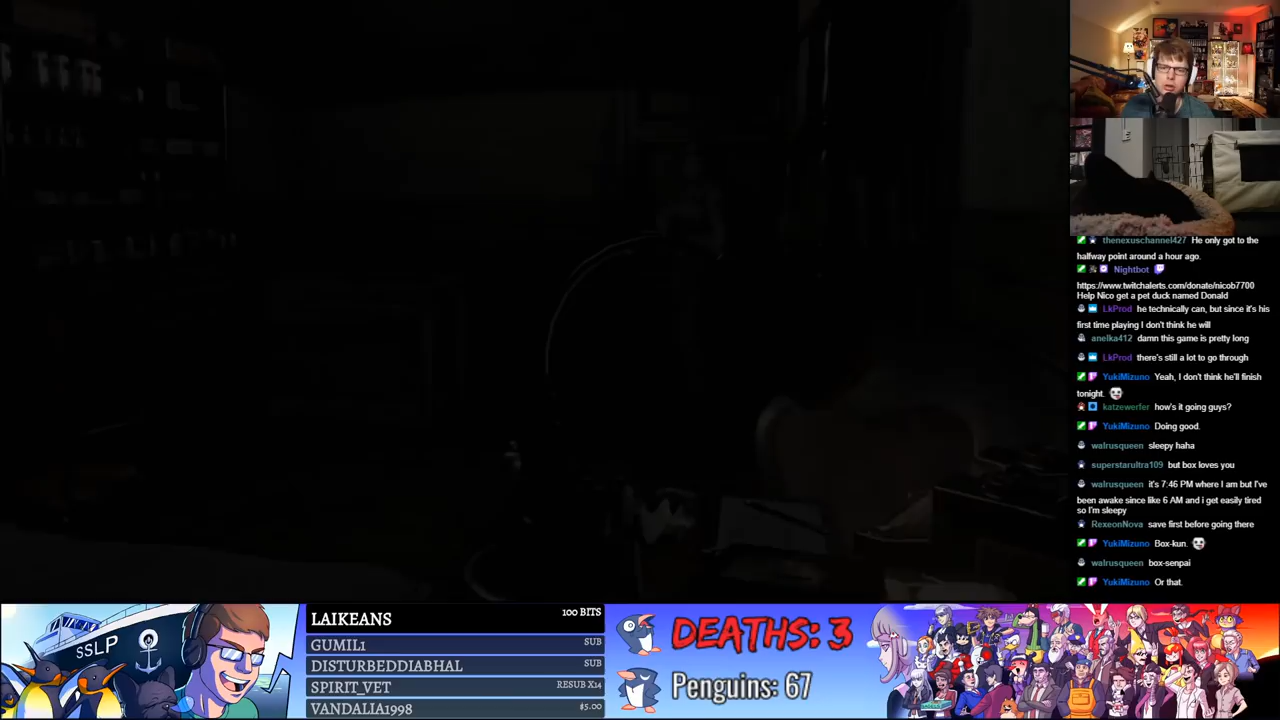 thenexuschannel427 He only got to the
halfway point around a hour ago.
Nightbot
https://www.twitchalerts.com/donate/nicob7700
Help Nico get a pet duck named Donald
LkProd he technically can, but since it's his
first time playing I don't think he will
anelka412 damn this game is pretty long
LkProd there's still a lot to go through
YukiMizuno Yeah, I don't think he'll finish
tonight.
katzewerfer how's it going guys?
YukiMizuno Doing good.
walrusqueen sleepy haha
superstarultra109 but box loves you
walrusqueen it's 7:46 PM where I am but I've
been awake since like 6 AM and i get easily tired
so I'm sleepy
RexeonNova save first before going there
YukiMizuno Box-kun.
walrusqueen box-senpai
YukiMizuno Or that.
SSLP
LAIKEANS 100 BITS
GUMIL1 SUB
DISTURBEDDIABHAL SUB
SPIRIT_VET RESUB X14
VANDALIA1998 $5.00
DEATHS: 3
Penguins: 67